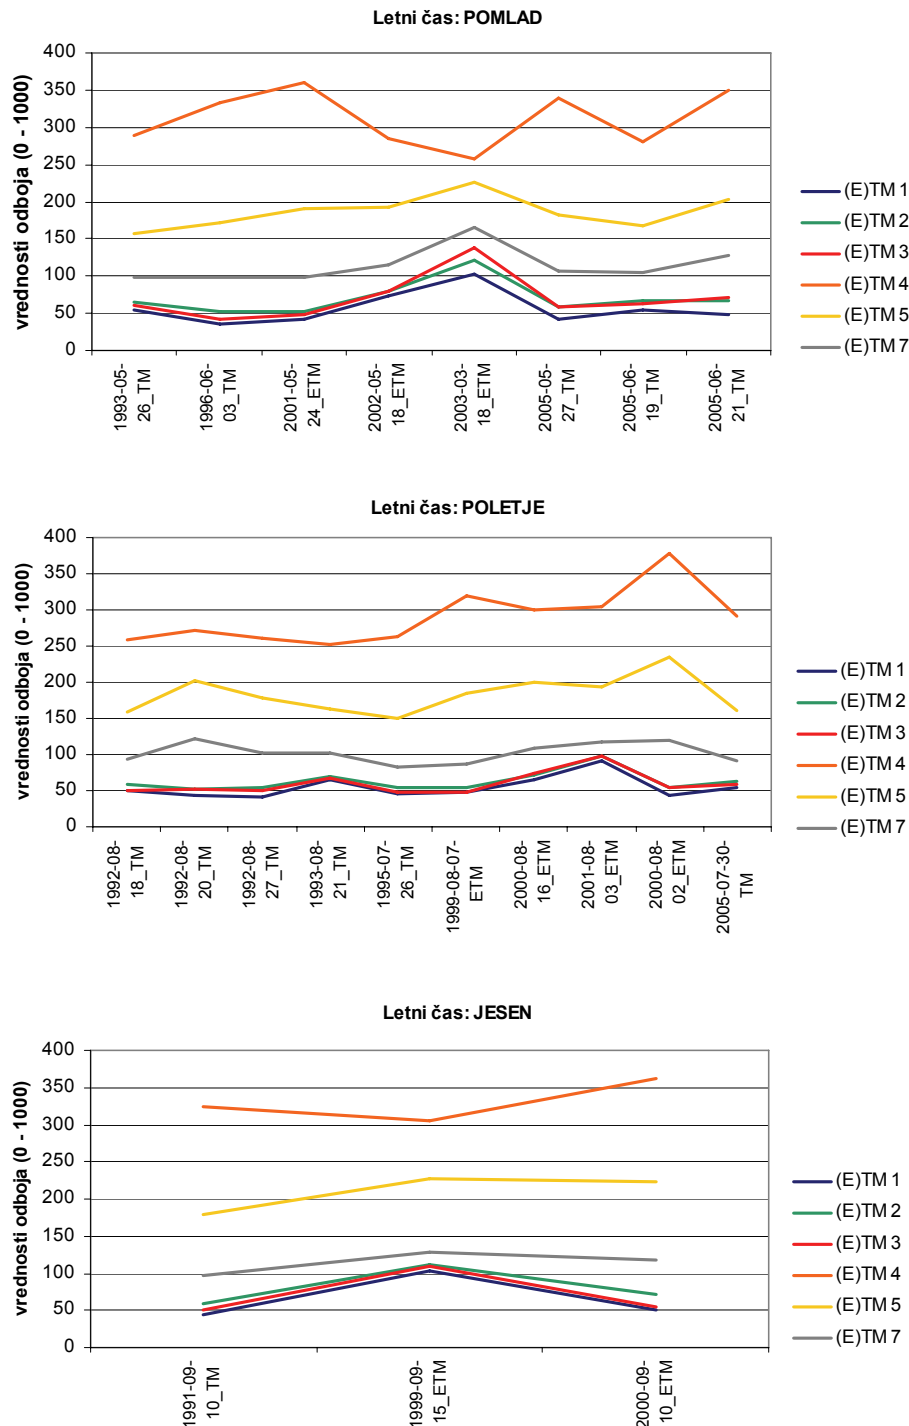 Letni čas: POMLAD
vrednosti odboja (0 - 1000)
400
350
300
250
200
150
100
50
0
1993-05-
26_TM
1996-06-
03_TM
2001-05-
24_ETM
2002-05-
18_ETM
2003-03-
18_ETM
2005-05-
27_TM
2005-06-
19_TM
2005-06-
21_TM
(E)TM 1
(E)TM 2
(E)TM 3
(E)TM 4
(E)TM 5
(E)TM 7
Letni čas: POLETJE
vrednosti odboja (0 - 1000)
400
350
300
250
200
150
100
50
0
1992-08-
18_TM
1992-08-
20_TM
1992-08-
27_TM
1993-08-
21_TM
1995-07-
26_TM
1999-08-07-
ETM
2000-08-
16_ETM
2001-08-
03_ETM
2000-08-
02_ETM
2005-07-30-
TM
(E)TM 1
(E)TM 2
(E)TM 3
(E)TM 4
(E)TM 5
(E)TM 7
Letni čas: JESEN
vrednosti odboja (0 - 1000)
400
350
300
250
200
150
100
50
0
1991-09-
10_TM
1999-09-
15_ETM
2000-09-
10_ETM
(E)TM 1
(E)TM 2
(E)TM 3
(E)TM 4
(E)TM 5
(E)TM 7